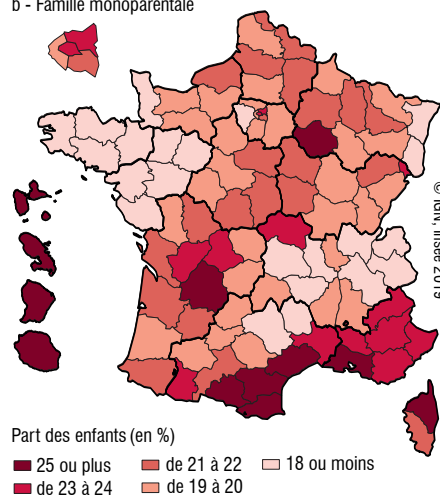 b - Famille monoparentale
© IGN, Insee 2019
Part des enfants (en %)
25 ou plus
de 21 à 22
18 ou moins
de 23 à 24
de 19 à 20